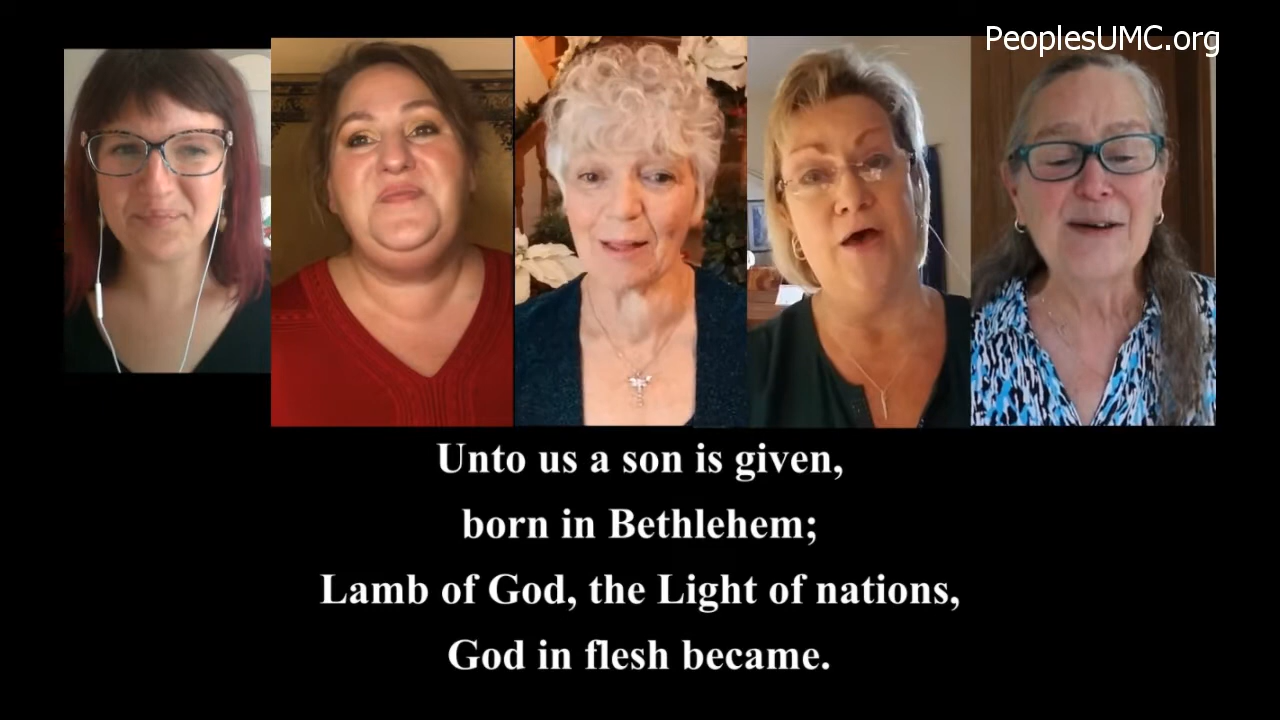 PeoplesUMC.org
Unto us a son is given,
born in Bethlehem;
Lamb of God, the Light of nations,
God in flesh became.